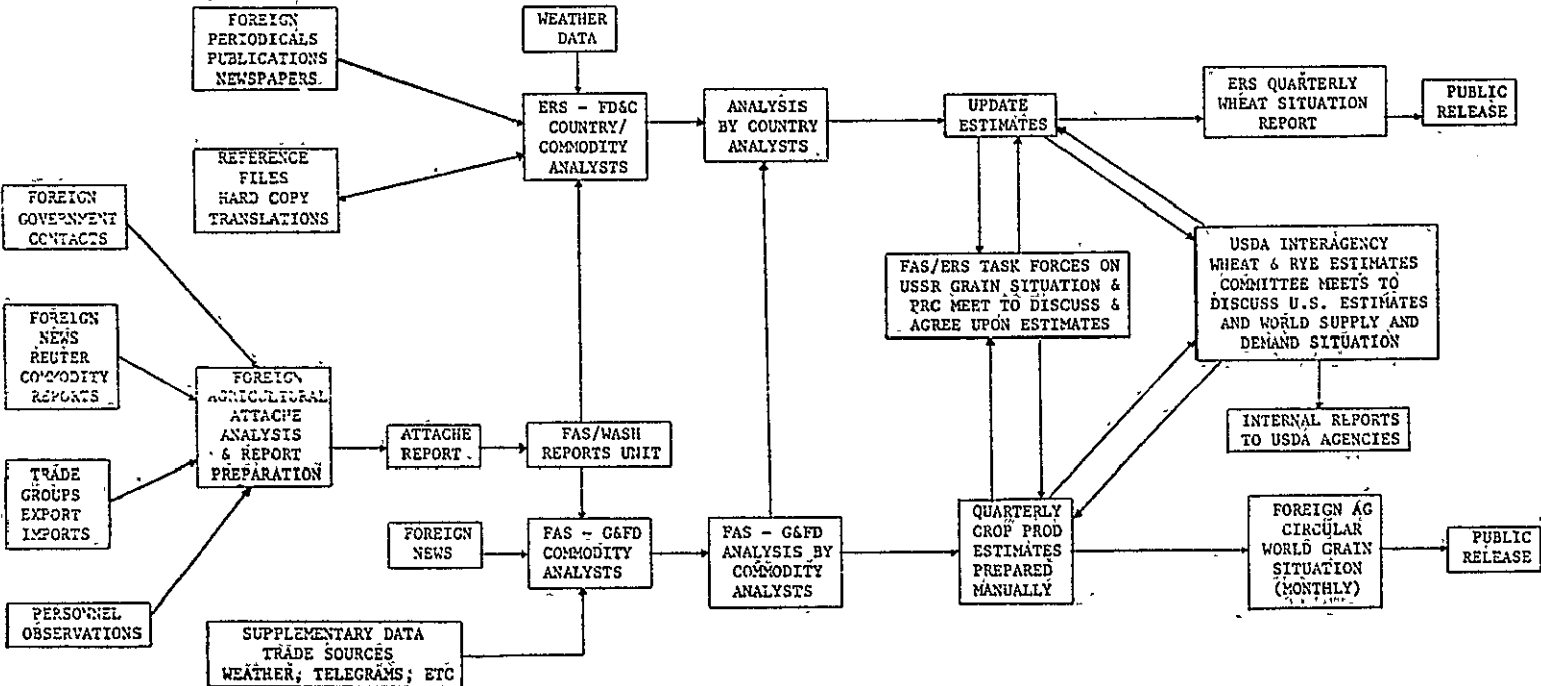 FOREIGN
PERIODICALS
PUBLICATIONS
NEWSPAPERS
WEATHER
DATA
ERS - FD&C
COUNTRY/
COMMODITY
ANALYSTS
ANALYSIS
BY COUNTRY
ANALYSTS
UPDATE
ESTIMATES
ERS QUARTERLY
WHEAT SITUATION
REPORT
PUBLIC
RELEASE
REFERENCE
FILES
HARD COPY
TRANSLATIONS
FOREIGN
GOVERNMENT
CONTACTS
FAS/ERS TASK FORCES ON
USSR GRAIN SITUATION &
PRC MEET TO DISCUSS &
AGREE UPON ESTIMATES
USDA INTERAGENCY
WHEAT & RYE ESTIMATES
COMMITTEE MEETS TO
DISCUSS U.S. ESTIMATES
AND WORLD SUPPLY AND
DEMAND SITUATION
FOREIGN
NEWS
REUTER
COMMODITY
REPORTS
FOREIGN
AGRICULTURAL
ATTACHE
ANALYSIS
& REPORT
PREPARATION
ATTACHE
REPORT
FAS/WASH
REPORTS UNIT
INTERNAL REPORTS
TO USDA AGENCIES
TRADE
GROUPS
EXPORT
IMPORTS
FOREIGN
NEWS
FAS - G&FD
COMMODITY
ANALYSTS
FAS - G&FD
ANALYSIS BY
COMMODITY
ANALYSTS
QUARTERLY
CROP PROD
ESTIMATES
PREPARED
MANUALLY
FOREIGN AG
CIRCULAR
WORLD GRAIN
SITUATION
(MONTHLY)
PUBLIC
RELEASE
PERSONNEL
OBSERVATIONS
SUPPLEMENTARY DATA
TRADE SOURCES
WEATHER; TELEGRAMS; ETC